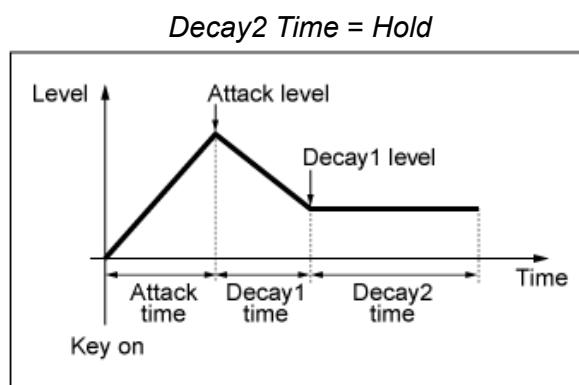 Decay2 Time = Hold
Level
Attack level
Decay1 level
Time
Attack
time
Decay1
time
Decay2
time
Key on